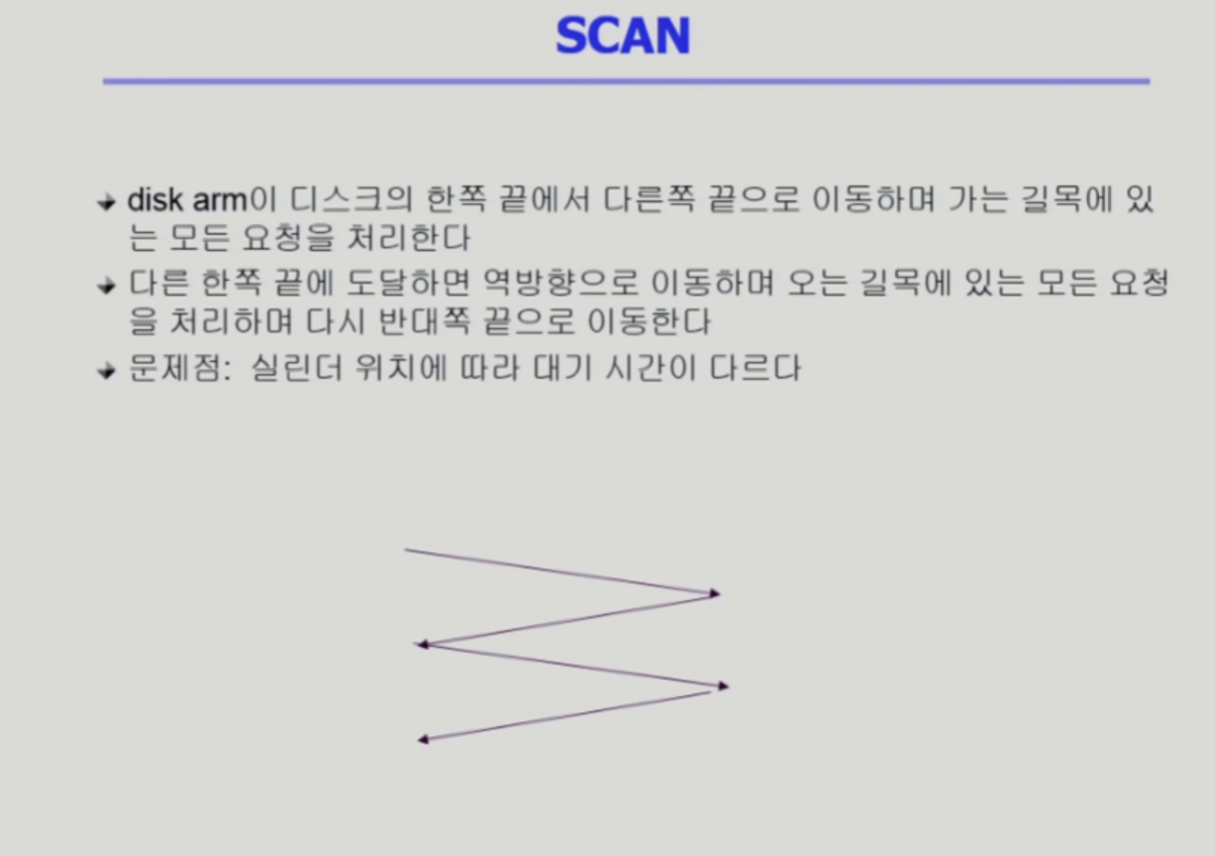 SCAN
disk arm이 디스크의 한쪽 끝에서 다른쪽 끝으로 이동하며 가는 길목에 있
는 모든 요청을 처리한다
다른 한쪽 끝에 도달하면 역방향으로 이동하며 오는 길목에 있는 모든 요청
을 처리하며 다시 반대쪽 끝으로 이동한다
문제점: 실린더 위치에 따라 대기 시간이 다르다